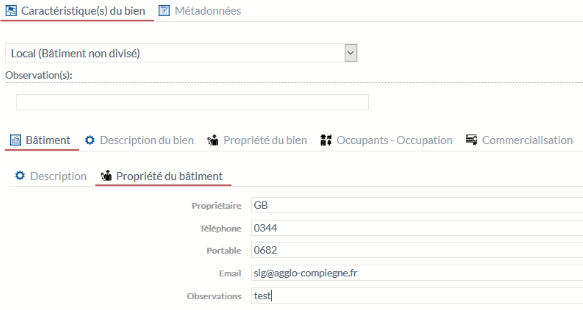 Caractéristique(s) du bien Métadonnées
Local (Bâtiment non divisé)
Observation(s):
Bâtiment Description du bien Propriété du bien Occupants - Occupation Commercialisation
Description Propriété du bâtiment
Propriétaire GB
Téléphone 0344
Portable 0682
Email sig@agglo-compiegne.fr
Observations test